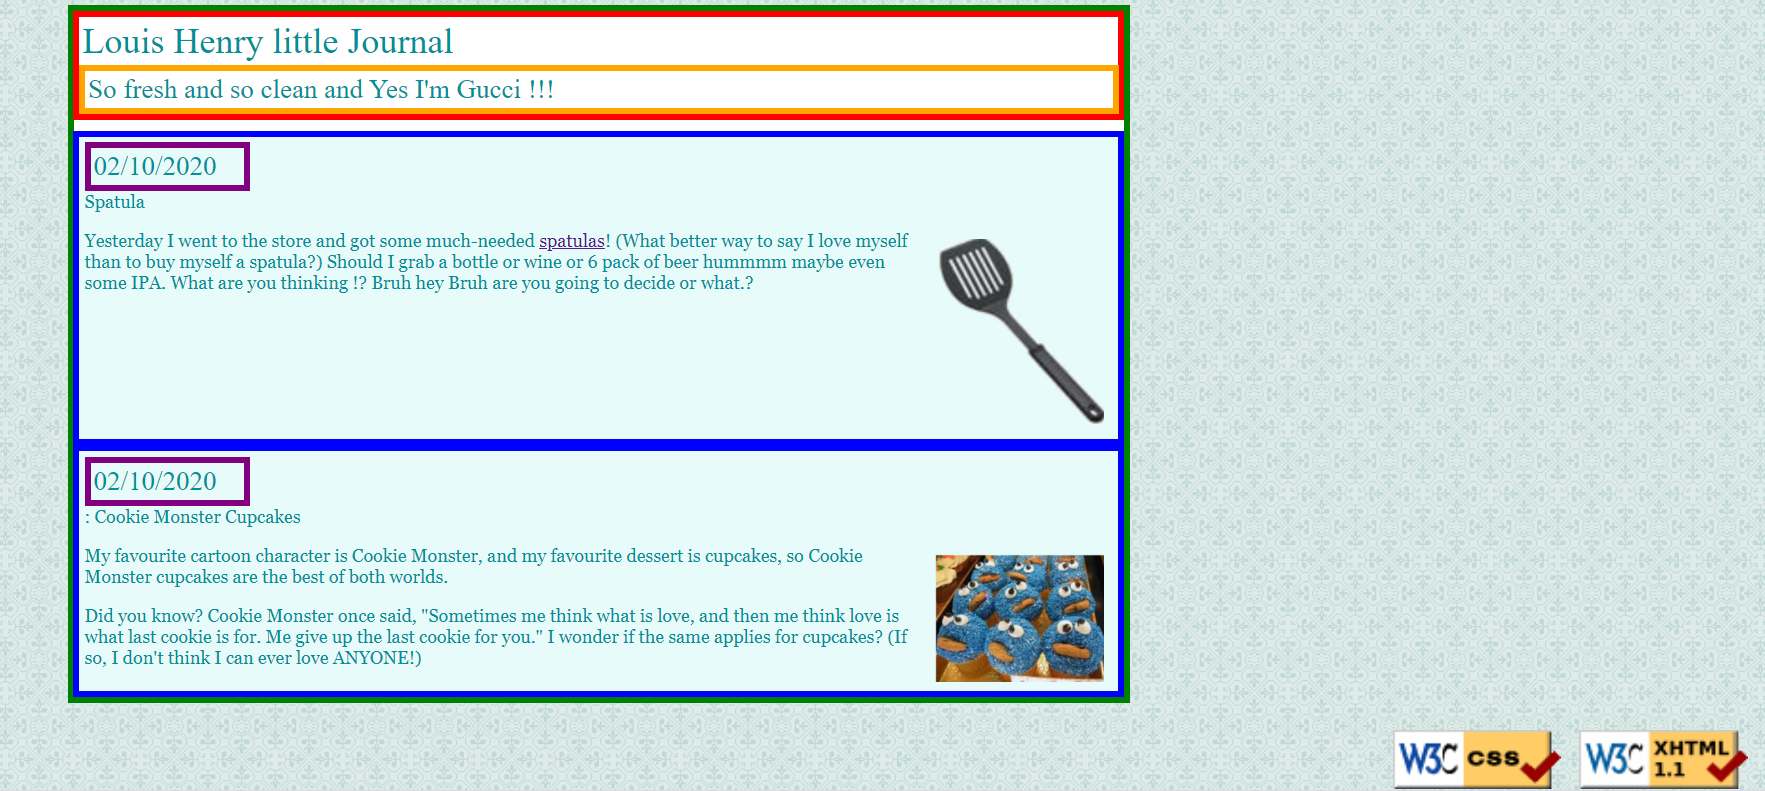 Louis Henry little Journal
So fresh and so clean and Yes I'm Gucci !!!
02/10/2020
Spatula
Yesterday I went to the store and got some much-needed spatulas! (What better way to say I love myself
than to buy myself a spatula?) Should I grab a bottle or wine or 6 pack of beer hummmm maybe even
some IPA. What are you thinking !? Bruh hey Bruh are you going to decide or what.?
02/10/2020
: Cookie Monster Cupcakes
My favourite cartoon character is Cookie Monster, and my favourite dessert is cupcakes, so Cookie
Monster cupcakes are the best of both worlds.
Did you know? Cookie Monster once said, "Sometimes me think what is love, and then me think love is
what last cookie is for. Me give up the last cookie for you." I wonder if the same applies for cupcakes? (If
so, I don't think I can ever love ANYONE!)
W3C css
W3C XHTML
1.1